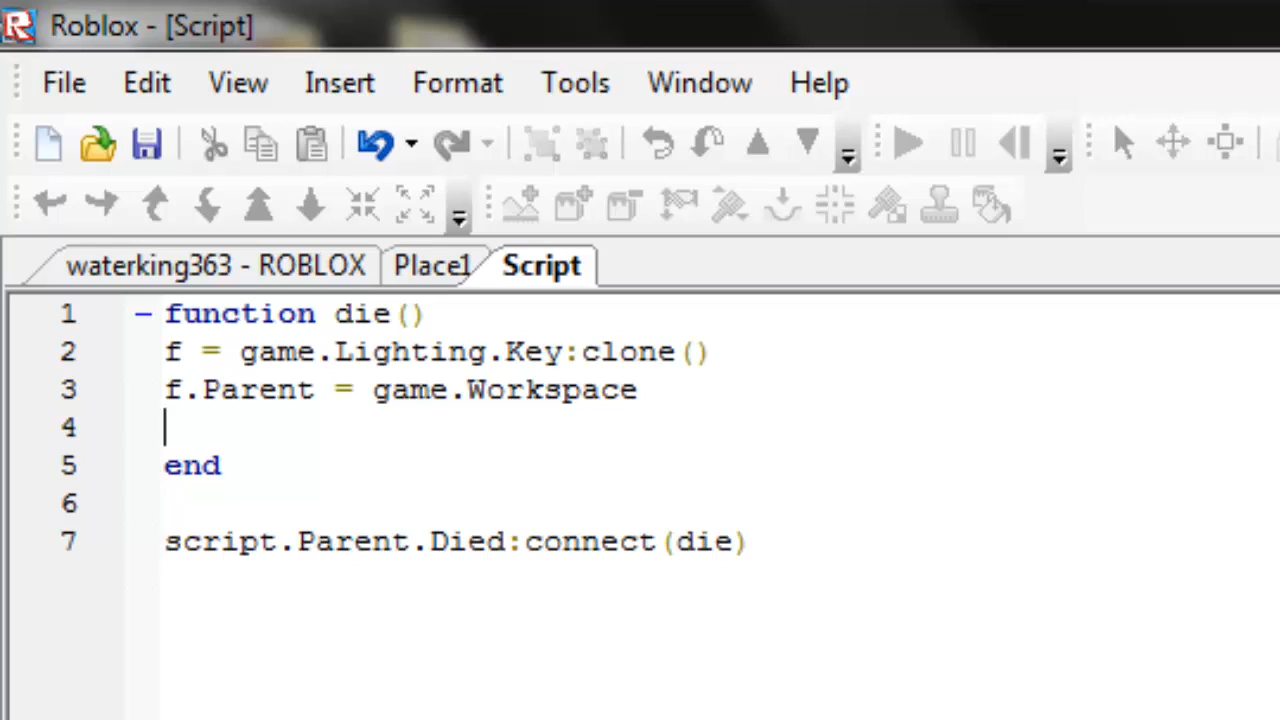 Roblox - [Script]
File Edit View Insert Format Tools Window Help
waterking363 - ROBLOX Place1 Script
1 function die()
2 f = game.Lighting.Key:clone()
3 f.Parent = game.Workspace
4
5 end
6
7 script.Parent.Died:connect(die)